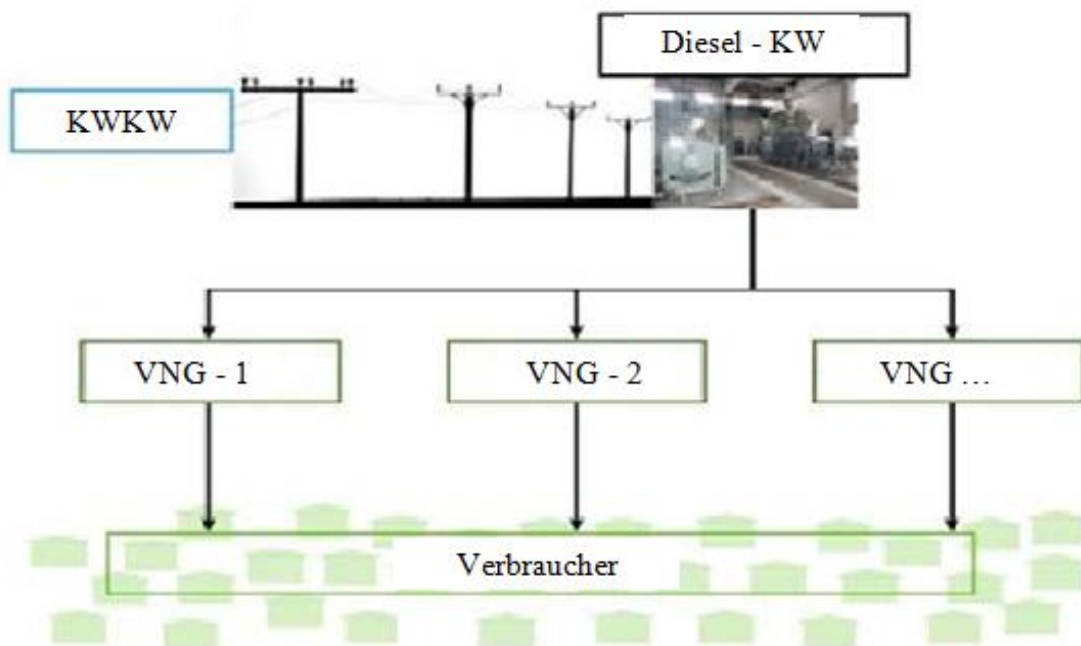 Diesel - KW
KWKW
VNG - 1
VNG - 2
VNG …
Verbraucher